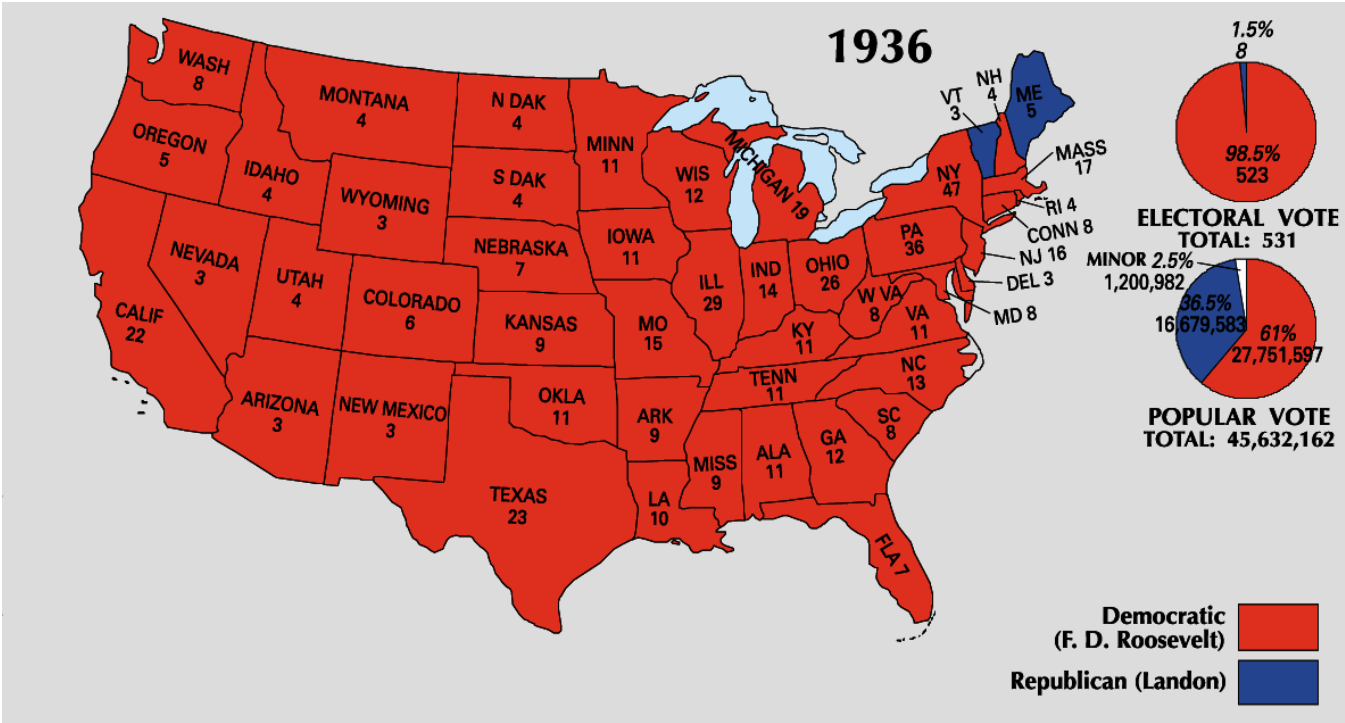 1936
WASH
8
OREGON
5
CALIF
22
IDAHO
4
NEVADA
3
MONTANA
4
WYOMING
3
UTAH
4
COLORADO
6
ARIZONA
3
NEW MEXICO
3
N DAK
4
S DAK
4
NEBRASKA
7
KANSAS
9
OKLA
11
TEXAS
23
MINN
11
IOWA
11
MO
15
ARK
9
LA
10
WIS
12
ILL
29
MICHIGAN 19
IND
14
OHIO
26
KY
11
TENN
11
MISS
9
ALA
11
GA
12
FLA 7
SC
8
NC
13
VA
11
W VA
8
PA
36
NY
47
VT
3
NH
4
ME
5
MASS
17
RI 4
CONN 8
NJ 16
DEL 3
MD 8
1.5%
8
98.5%
523
ELECTORAL VOTE
TOTAL: 531
MINOR 2.5%
1,200,982
36.5%
16,679,583
61%
27,751,597
POPULAR VOTE
TOTAL: 45,632,162
Democratic
(F. D. Roosevelt)
Republican (Landon)